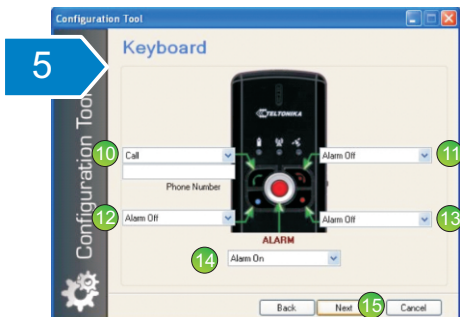 Configuration Tool
5
Keyboard
Configuration Tool
TELTONIKA
10 Call
Alarm Off 11
Phone Number
12 Alarm Off
Alarm Off 13
ALARM
14 Alarm On
Back Next 15 Cancel